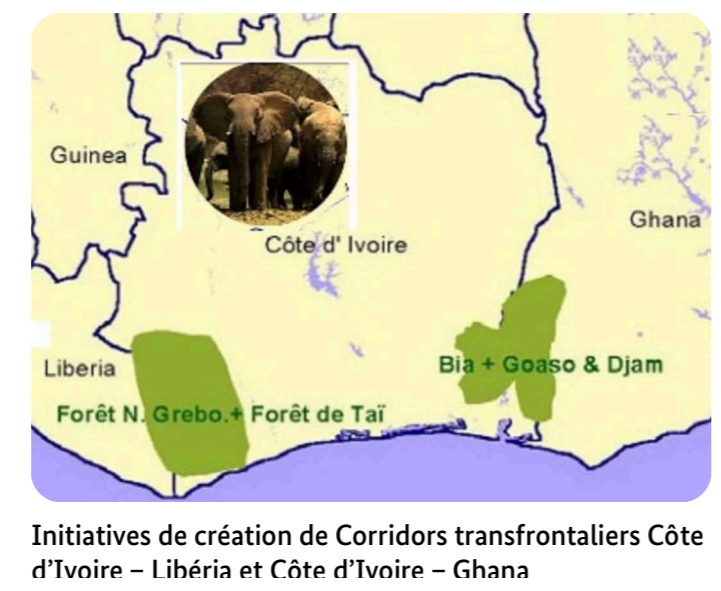 Guinea
Ghana
Côte d' Ivoire
Liberia
Bia + Goaso & Djam
Forêt N. Grebo.+ Forêt de Taï
Initiatives de création de Corridors transfrontaliers Côte
d'Ivoire – Libéria et Côte d'Ivoire – Ghana